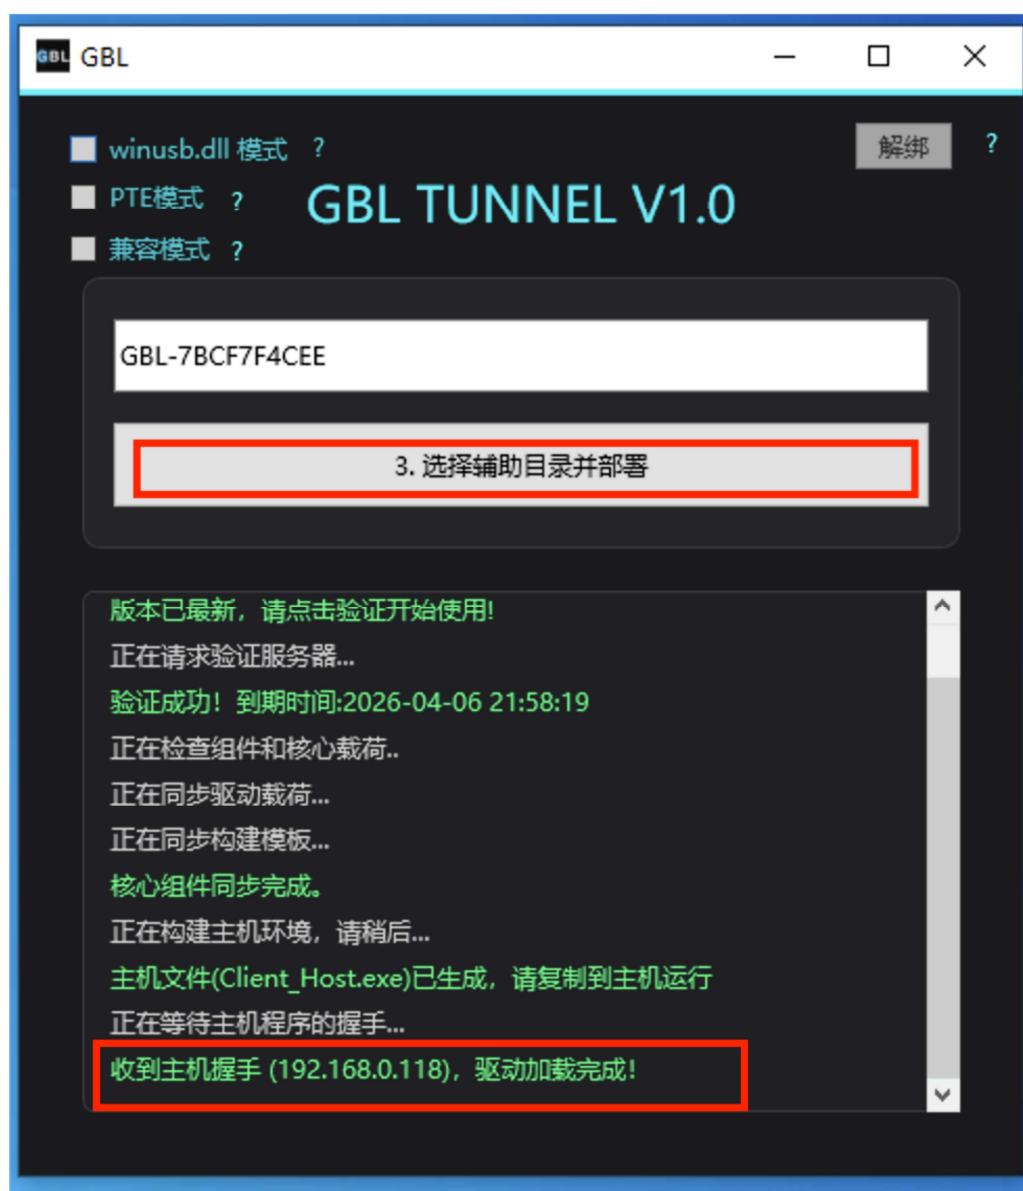 GBL GBL
winusb.dll 模式 ? 解绑 ?
PTE模式 ?
GBL TUNNEL V1.0
兼容模式 ?
GBL-7BCF7F4CEE
3. 选择辅助目录并部署
版本已最新，请点击验证开始使用!
正在请求验证服务器...
验证成功！到期时间:2026-04-06 21:58:19
正在检查组件和核心载荷..
正在同步驱动载荷...
正在同步构建模板...
核心组件同步完成。
正在构建主机环境，请稍后...
主机文件(Client_Host.exe)已生成，请复制到主机运行
正在等待主机程序的握手...
收到主机握手 (192.168.0.118)，驱动加载完成!